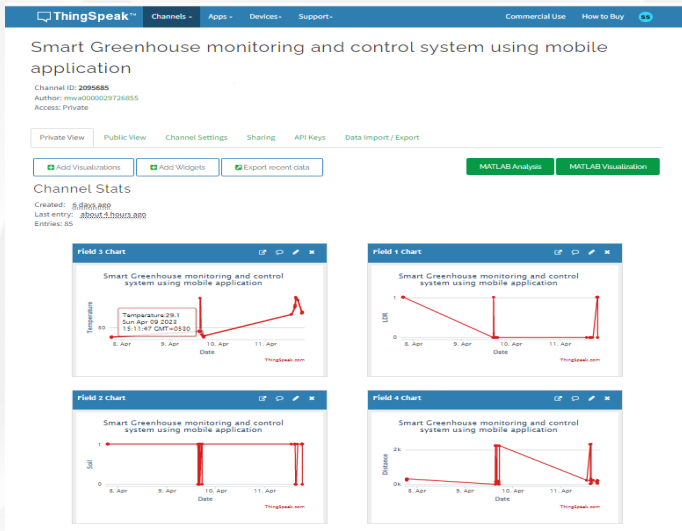 ThingSpeak™ Channels Apps Devices Support Commercial Use How to Buy
Smart Greenhouse monitoring and control system using mobile
application
Channel ID: 2095685
Author: mwa0000029726855
Access: Private
Private View Public View Channel Settings Sharing API Keys Data Import / Export
Add Visualizations Add Widgets Export recent data MATLAB Analysis MATLAB Visualization
Channel Stats
Created: 6 days ago
Last entry: about 4 hours ago
Entries: 85
Field 3 Chart
Smart Greenhouse monitoring and control
system using mobile application
Temperature
Temperature:29.1
Sun Apr 09 2023
15:11:47 GMT+0530
8. Apr 9. Apr 10. Apr 11. Apr
Date
ThingSpeak.com
Field 1 Chart
Smart Greenhouse monitoring and control
system using mobile application
LDR
1
0
8. Apr 9. Apr 10. Apr 11. Apr
Date
ThingSpeak.com
Field 2 Chart
Smart Greenhouse monitoring and control
system using mobile application
Soil
1
0
8. Apr 9. Apr 10. Apr 11. Apr
Date
ThingSpeak.com
Field 4 Chart
Smart Greenhouse monitoring and control
system using mobile application
Distance
2k
0k
8. Apr 9. Apr 10. Apr 11. Apr
Date
ThingSpeak.com